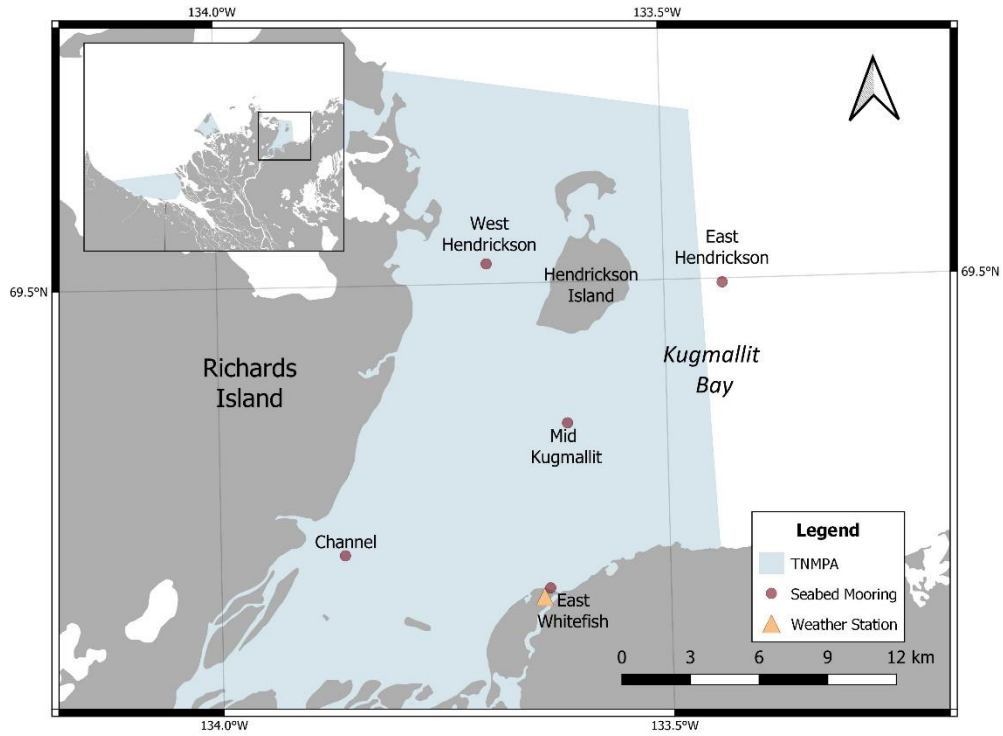 134.0°W
133.5°W
West
Hendrickson
East
Hendrickson
Hendrickson
Island
69.5°N
69.5°N
Kugmallit
Bay
Richards
Island
Mid
Kugmallit
Channel
East
Whitefish
Legend
TNMPA
Seabed Mooring
Weather Station
0 3 6 9 12 km
134.0°W
133.5°W